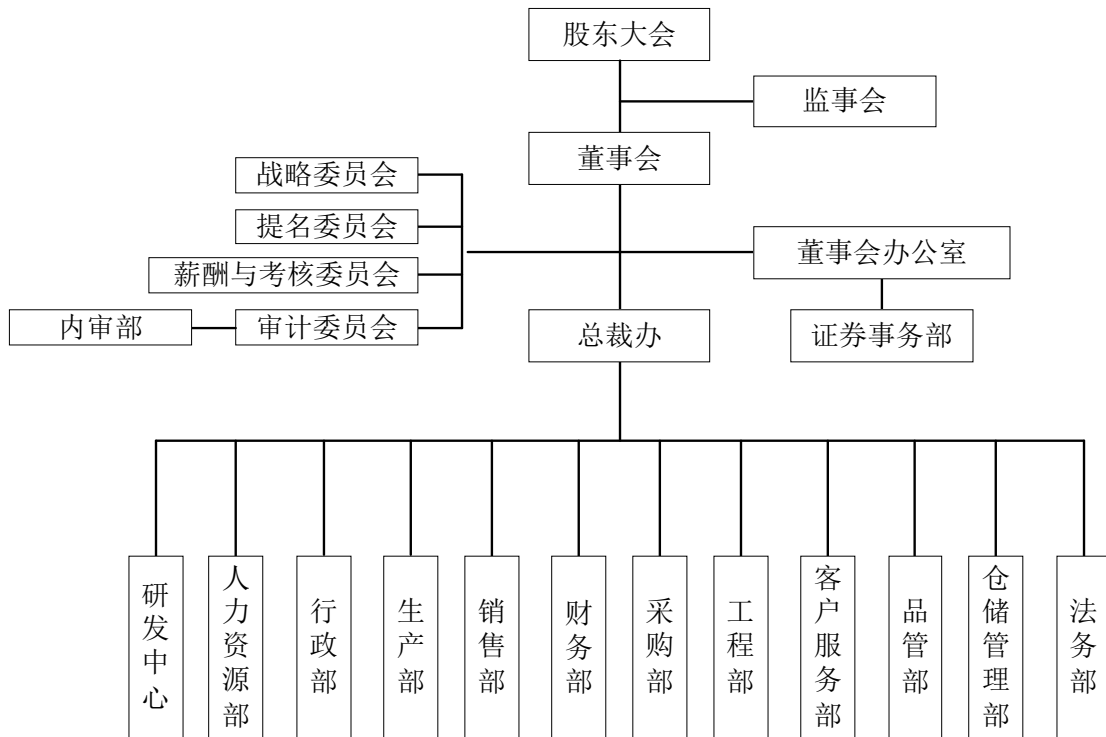 股东大会
监事会
董事会
战略委员会
提名委员会
董事会办公室
薪酬与考核委员会
内审部
审计委员会
总裁办
证券事务部
研发中心
人力资源部
行政部
生产部
销售部
财务部
采购部
工程部
客户服务部
品管部
仓储管理部
法务部